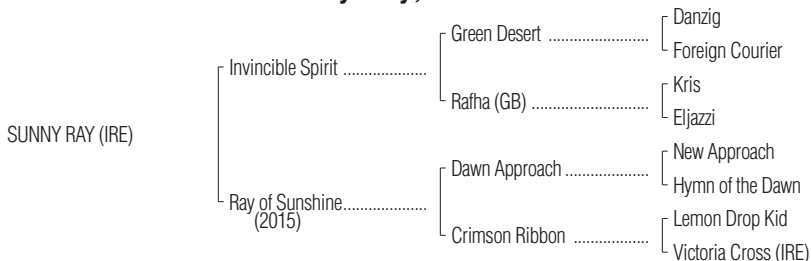 Danzig
Green Desert ........................
Foreign Courier
Invincible Spirit ....................
Kris
Rafha (GB) ............................
Eljazzi
SUNNY RAY (IRE)
New Approach
Dawn Approach ....................
Hymn of the Dawn
Ray of Sunshine....................
(2015)
Lemon Drop Kid
Crimson Ribbon ..................
Victoria Cross (IRE)